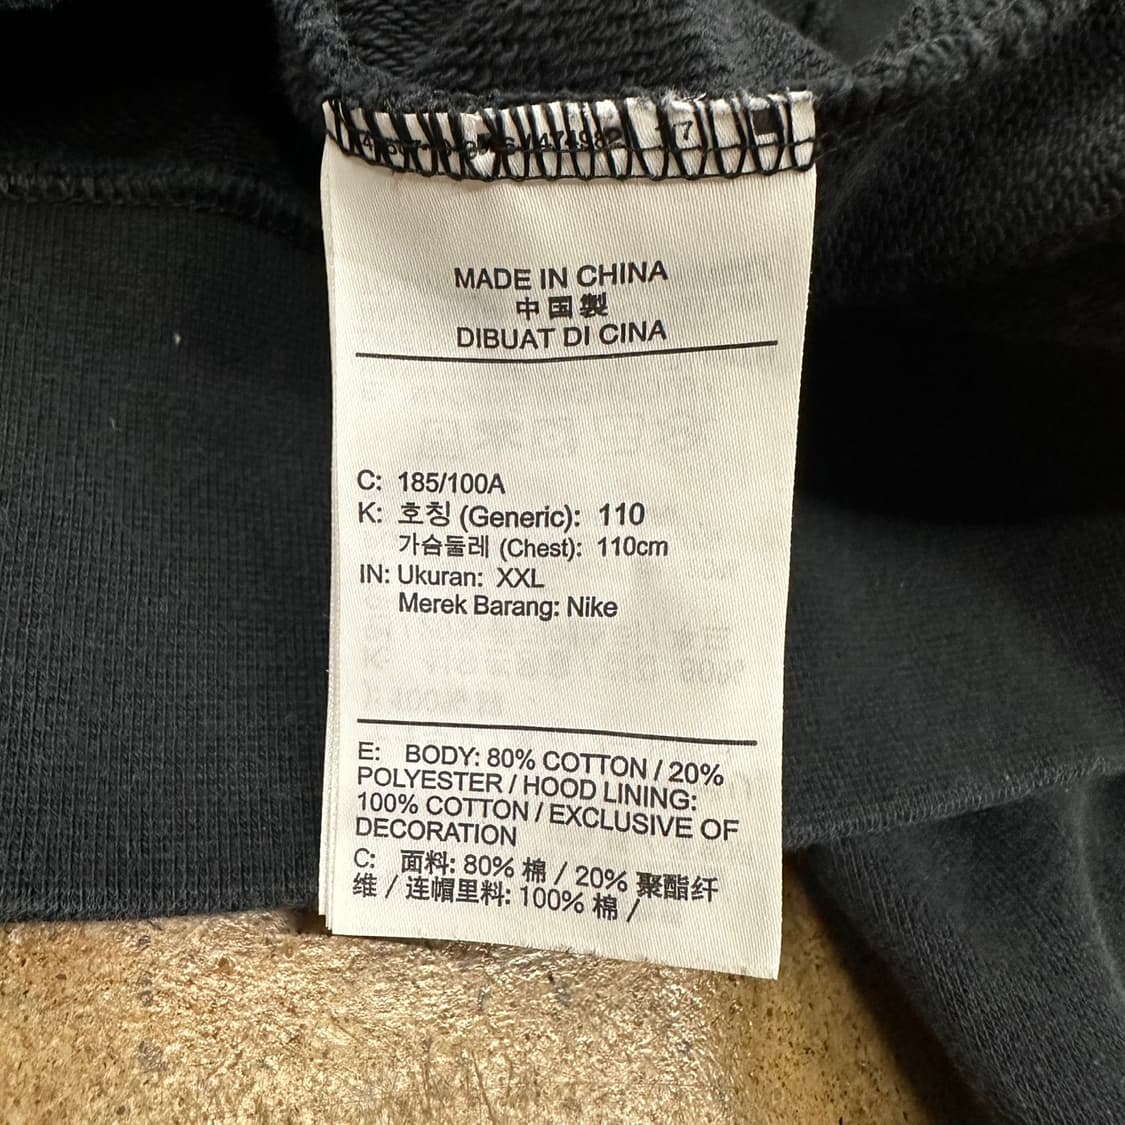 MADE IN CHINA
中国製
DIBUAT DI CINA
C: 185/100A
K: 호칭 (Generic): 110
가슴둘레 (Chest): 110cm
IN: Ukuran: XXL
Merek Barang: Nike
E: BODY: 80% COTTON / 20%
POLYESTER / HOOD LINING:
100% COTTON / EXCLUSIVE OF
DECORATION
C: 面料: 80% 棉 / 20% 聚酯纤
维 / 连帽里料: 100% 棉 /